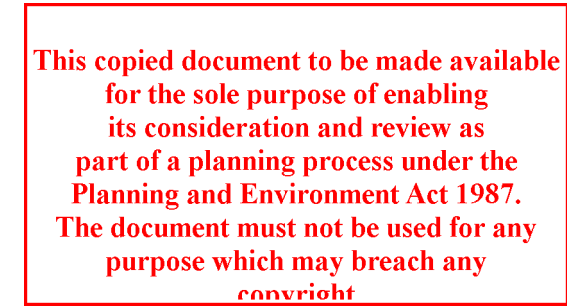 This copied document to be made available
for the sole purpose of enabling
its consideration and review as
part of a planning process under the
Planning and Environment Act 1987.
The document must not be used for any
purpose which may breach any
copyright